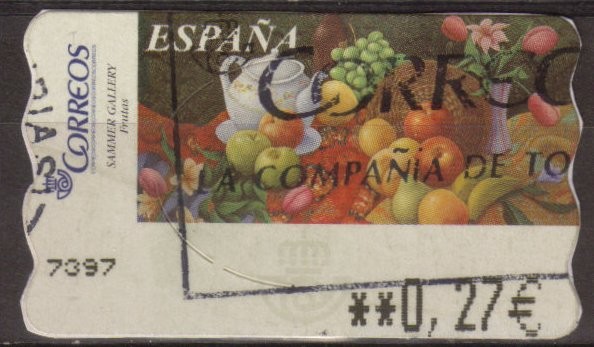 ESPAÑA
CORREOS
SAMMER GALLERY
Frutas
CORREO
LA COMPAÑIA DE TO
7397
**0,27€